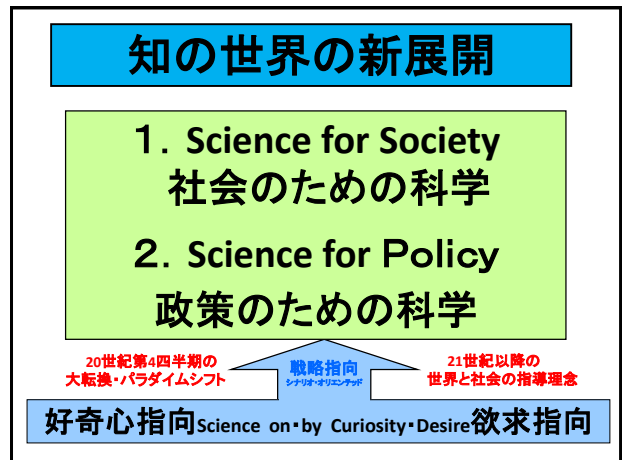 知の世界の新展開
１．Science for Society
社会のための科学
２．Science for Ｐｏｌｉｃｙ
政策のための科学
20世紀第4四半期の
大転換・パラダイムシフト
戦略指向
シナリオ・オリエンテッド
21世紀以降の
世界と社会の指導理念
好奇心指向Science on・by Curiosity・Desire欲求指向